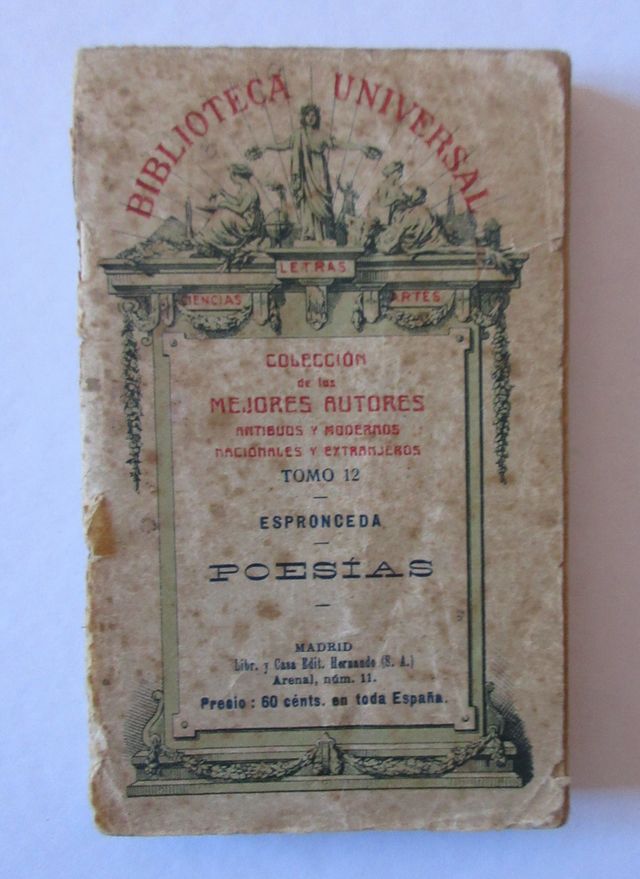 BIBLIOTECA UNIVERSAL
LETRAS
CIENCIAS
ARTES
COLECCIÓN
de los
MEJORES AUTORES
ANTIGUOS Y MODERNOS
NACIONALES Y EXTRANJEROS
TOMO 12
ESPRONCEDA
POESÍAS
MADRID
Libr. y Casa Edit. Hernando (S. A.)
Arenal, núm. 11.
Precio: 60 cénts. en toda España.